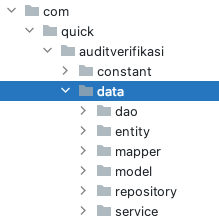 com
quick
auditverifikasi
constant
data
dao
entity
mapper
model
repository
service